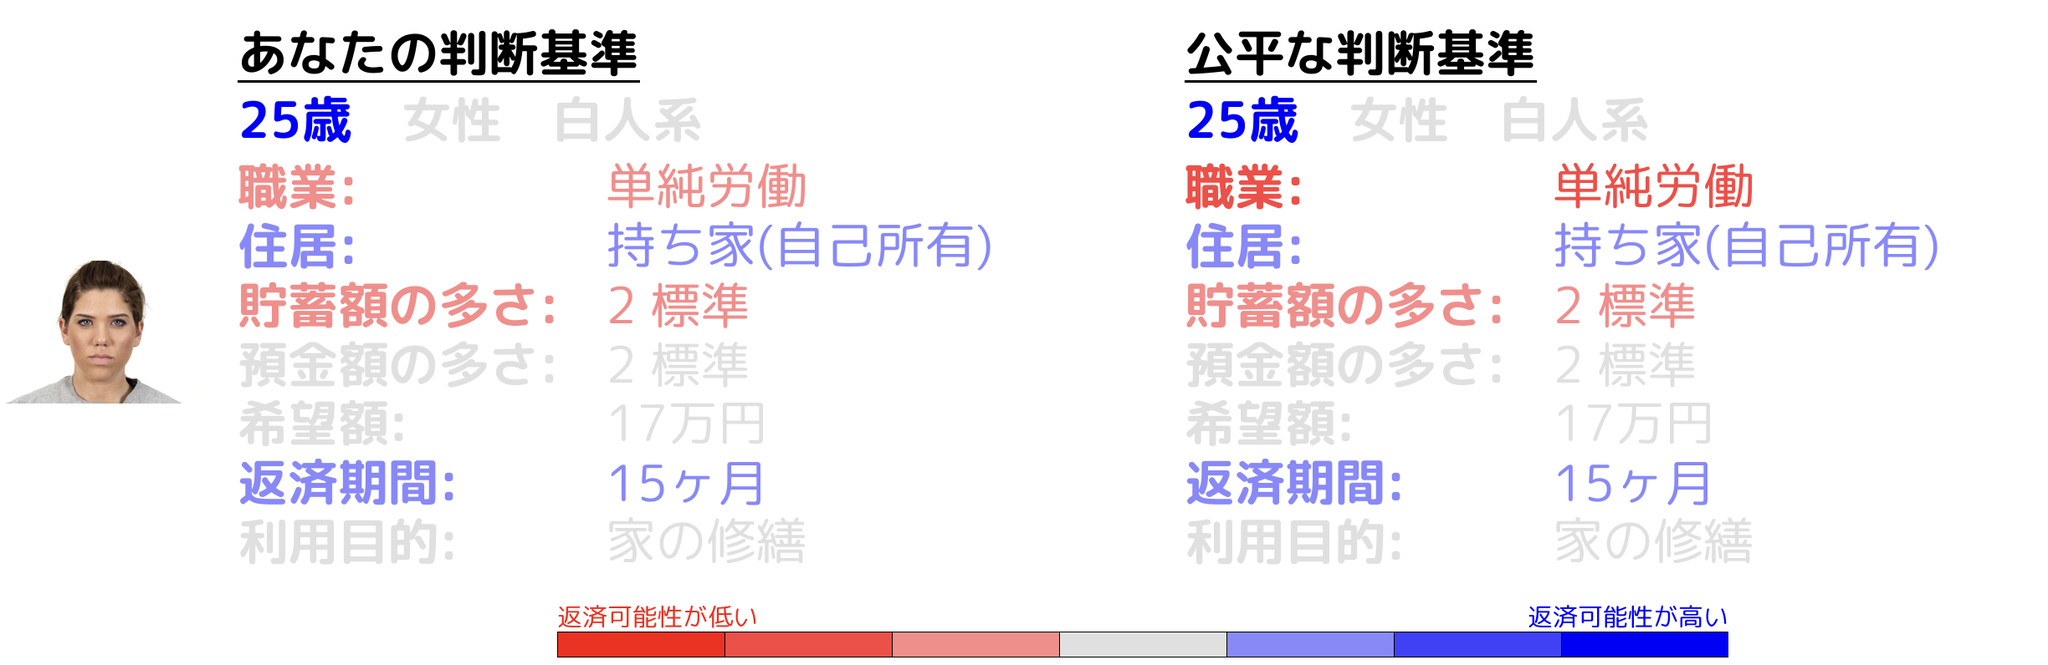 あなたの判断基準
25歳 女性 白人系
職業: 単純労働
住居: 持ち家(自己所有)
貯蓄額の多さ: 2 標準
預金額の多さ: 2 標準
希望額: 17万円
返済期間: 15ヶ月
利用目的: 家の修繕
公平な判断基準
25歳 女性 白人系
職業: 単純労働
住居: 持ち家(自己所有)
貯蓄額の多さ: 2 標準
預金額の多さ: 2 標準
希望額: 17万円
返済期間: 15ヶ月
利用目的: 家の修繕
返済可能性が低い
返済可能性が高い